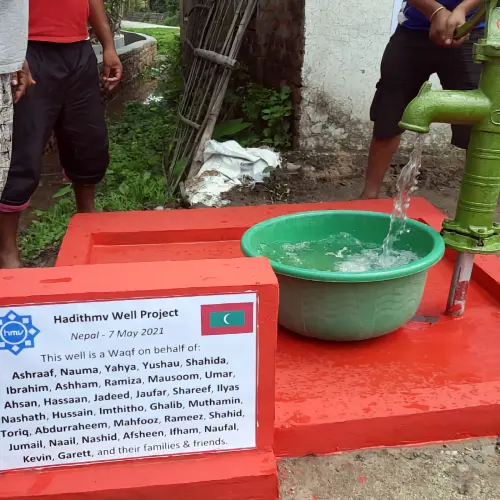 Hadithmv Well Project
Nepal - 7 May 2021
hmv
This well is a Waqf on behalf of:
Ashraaf, Nauma, Yahya, Yushau, Shahida,
Ibrahim, Ashham, Ramiza, Mausoom, Umar,
Ahsan, Hassaan, Jadeed, Jaufar, Shareef, Ilyas
Nashath, Hussain, Imthitho, Ghalib, Muthamin,
Toriq, Abdurraheem, Mahfooz, Rameez, Shahid,
Jumail, Naail, Nashid, Afsheen, Ifham, Naufal,
Kevin, Garett, and their families & friends.